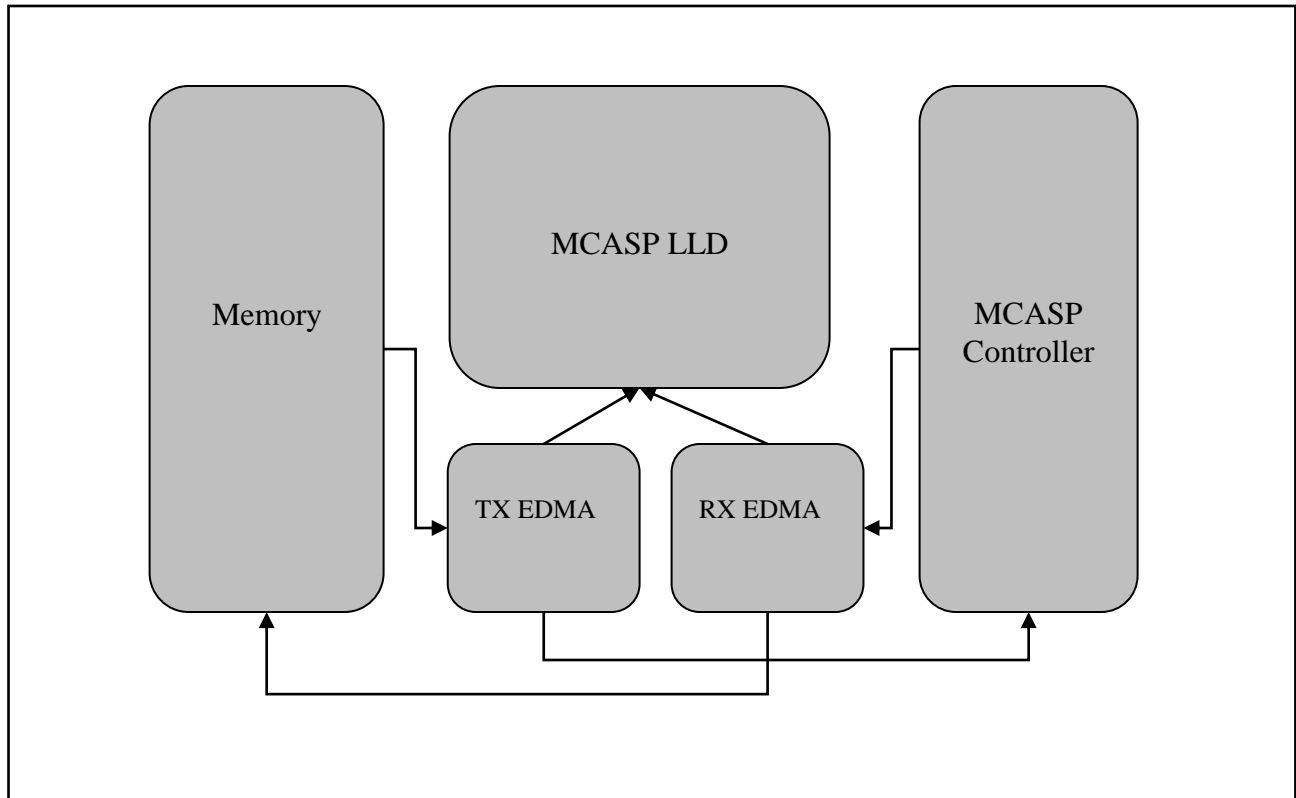 Memory
MCASP LLD
MCASP
Controller
TX EDMA
RX EDMA